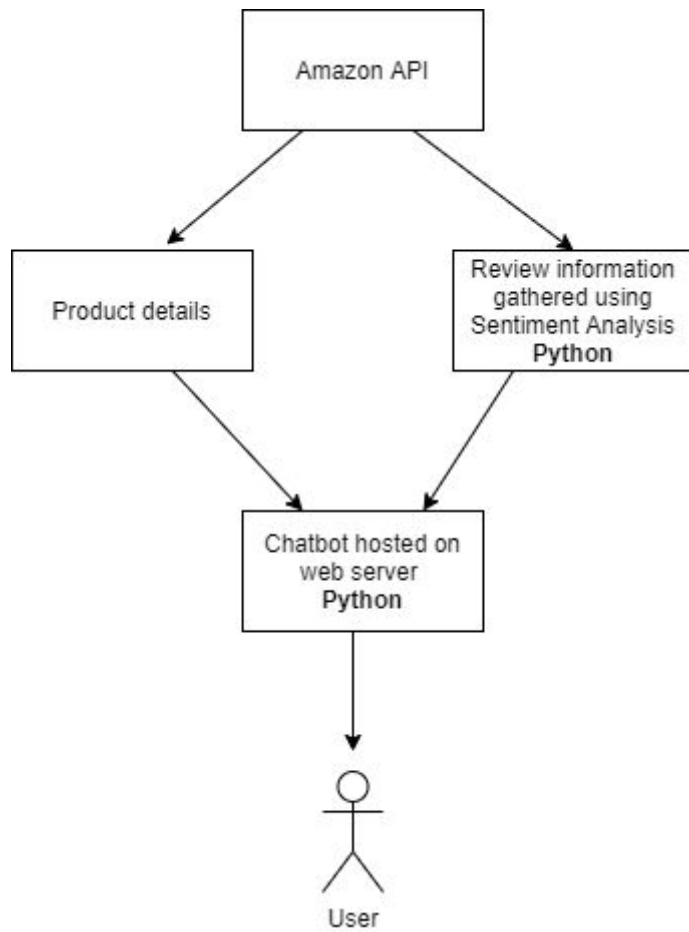 Amazon API
Product details
Review information
gathered using
Sentiment Analysis
Python
Chatbot hosted on
web server
Python
User